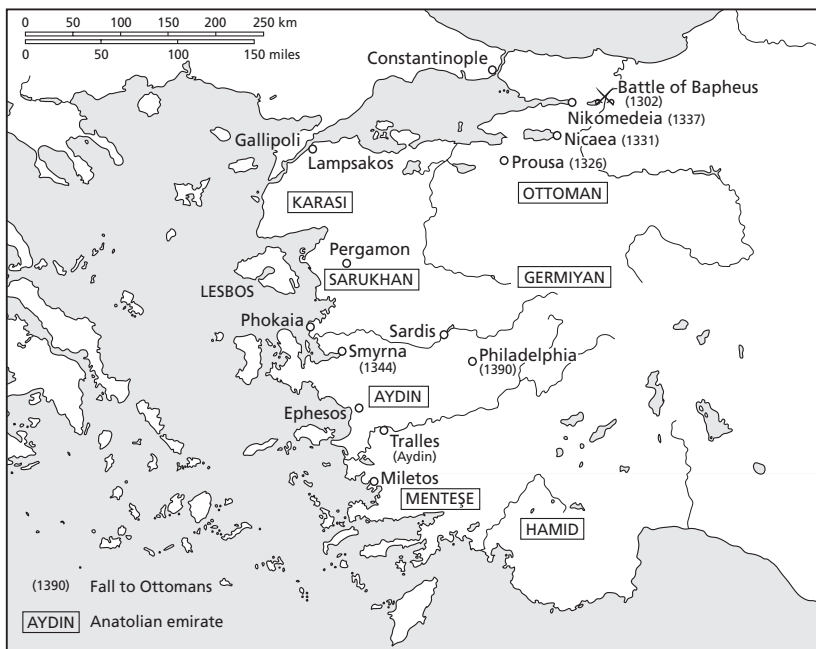 0 50 100 150 200 250 km
0 50 100 150 miles
Constantinople
Battle of Bapheus
(1302)
Nikomedeia (1337)
Gallipoli
Nicaea (1331)
Lampsakos
Prousa (1326)
KARASI
OTTOMAN
Pergamon
SARUKHAN
GERMIYAN
LESBOS
Phokaia
Sardis
Smyrna
(1344)
Philadelphia
(1390)
AYDIN
Ephesos
Tralles
(Aydin)
Miletos
MENTEŞE
HAMID
(1390) Fall to Ottomans
AYDIN Anatolian emirate